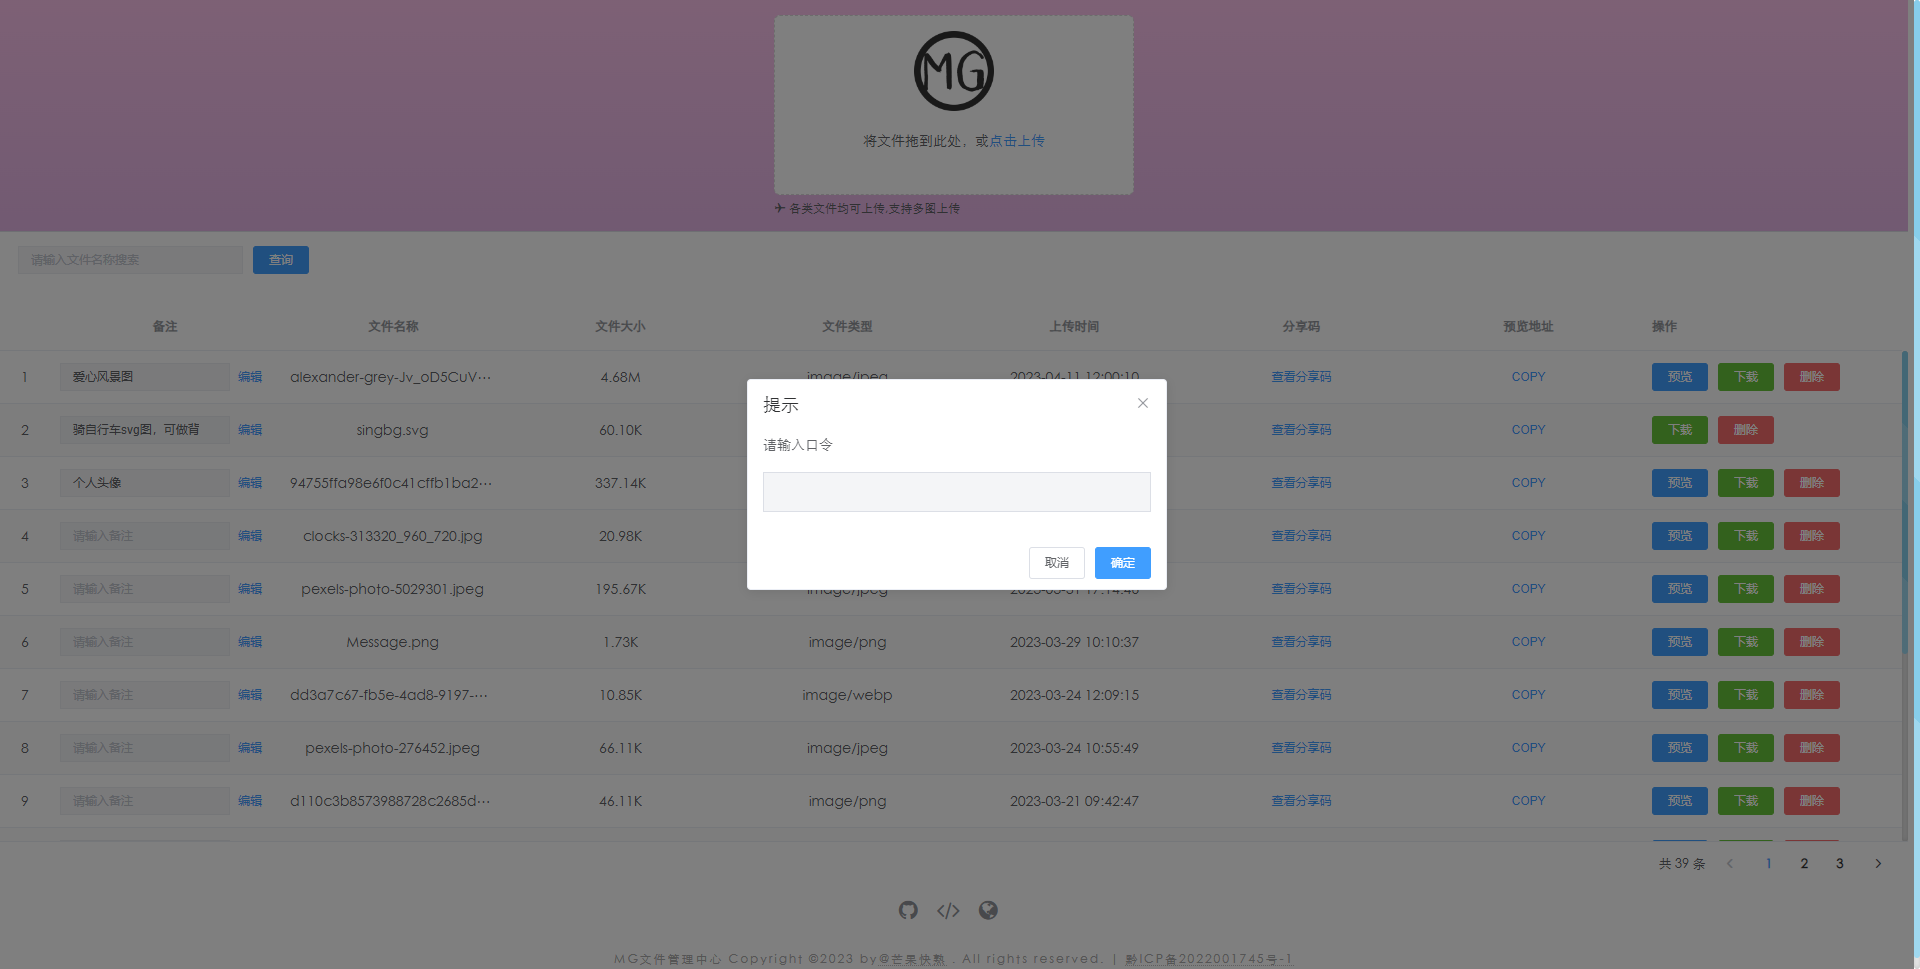 MG
将文件拖到此处，或点击上传
各类文件均可上传,支持多图上传
请输入文件名称搜索 查询
备注 文件名称 文件大小 文件类型 上传时间 分享码 预览地址 操作
1 爱心风景图 编辑 alexander-grey-Jv_oD5CuV··· 4.68M image/jpeg 2023-04-11 12:00:10 查看分享码 COPY 预览 下载 删除
2 骑自行车svg图，可做背 编辑 singbg.svg 60.10K 查看分享码 COPY 下载 删除
3 个人头像 编辑 94755ffa98e6f0c41cffb1ba2··· 337.14K 查看分享码 COPY 预览 下载 删除
4 请输入备注 编辑 clocks-313320_960_720.jpg 20.98K 查看分享码 COPY 预览 下载 删除
5 请输入备注 编辑 pexels-photo-5029301.jpeg 195.67K image/jpeg 查看分享码 COPY 预览 下载 删除
6 请输入备注 编辑 Message.png 1.73K image/png 2023-03-29 10:10:37 查看分享码 COPY 预览 下载 删除
7 请输入备注 编辑 dd3a7c67-fb5e-4ad8-9197-··· 10.85K image/webp 2023-03-24 12:09:15 查看分享码 COPY 预览 下载 删除
8 请输入备注 编辑 pexels-photo-276452.jpeg 66.11K image/jpeg 2023-03-24 10:55:49 查看分享码 COPY 预览 下载 删除
9 请输入备注 编辑 d110c3b8573988728c2685d··· 46.11K image/png 2023-03-21 09:42:47 查看分享码 COPY 预览 下载 删除
提示
请输入口令
取消 确定
共 39 条 1 2 3
MG文件管理中心 Copyright ©2023 by@芒果快熟 . All rights reserved. | 黔ICP备2022001745号-1